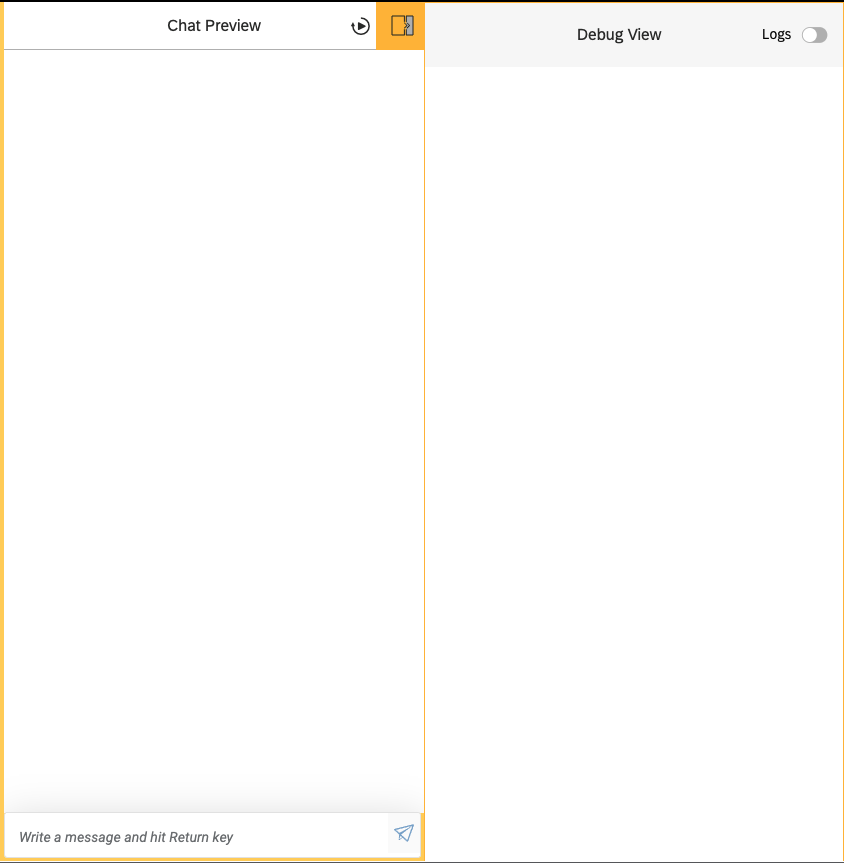 Chat Preview
Debug View
Logs
Write a message and hit Return key